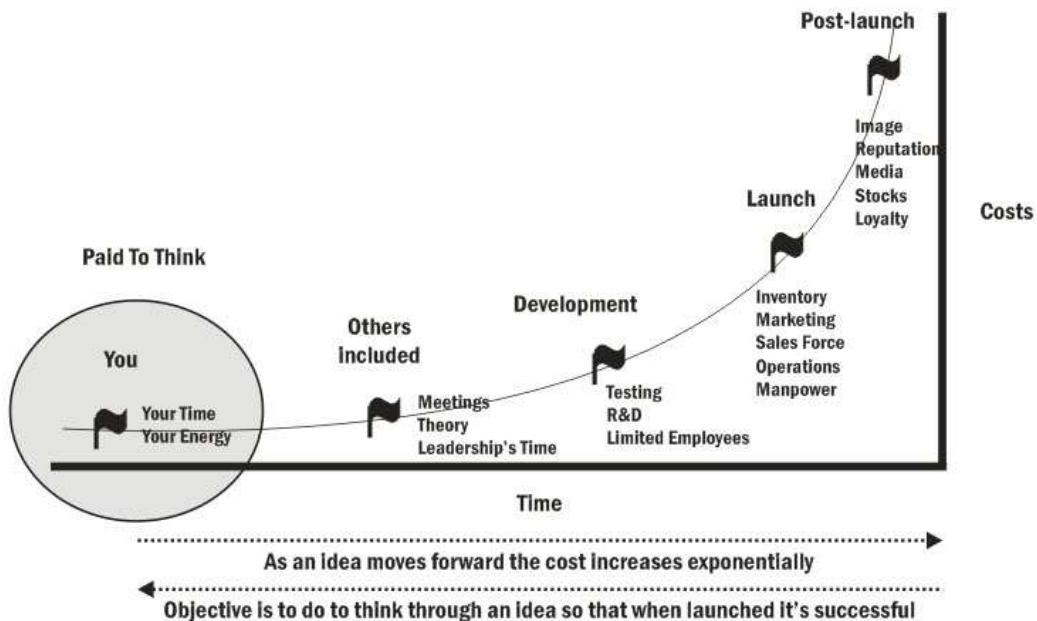 Post-launch
Image
Reputation
Media
Stocks
Loyalty
Launch
Costs
Paid To Think
Inventory
Marketing
Sales Force
Operations
Manpower
Development
Others
Included
You
Testing
R&D
Limited Employees
Meetings
Theory
Leadership's Time
Your Time
Your Energy
Time
As an idea moves forward the cost increases exponentially
Objective is to do to think through an idea so that when launched it's successful